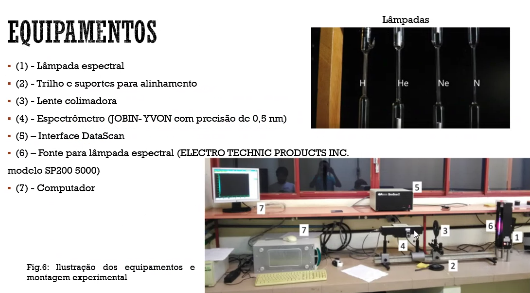 EQUIPAMENTOS
(1) - Lâmpada espectral
(2) - Trilho e suportes para alinhamento
(3) - Lente colimadora
(4) - Espectrômetro (JOBIN-YVON com precisão de 0,5 nm)
(5) – Interface DataScan
(6) – Fonte para lâmpada espectral (ELECTRO TECHNIC PRODUCTS INC.
modelo SP200 5000)
(7) - Computador
Lâmpadas
H He Ne N
7
7
5
4
3
2
6
1
Fig.6: Ilustração dos equipamentos e
montagem experimental